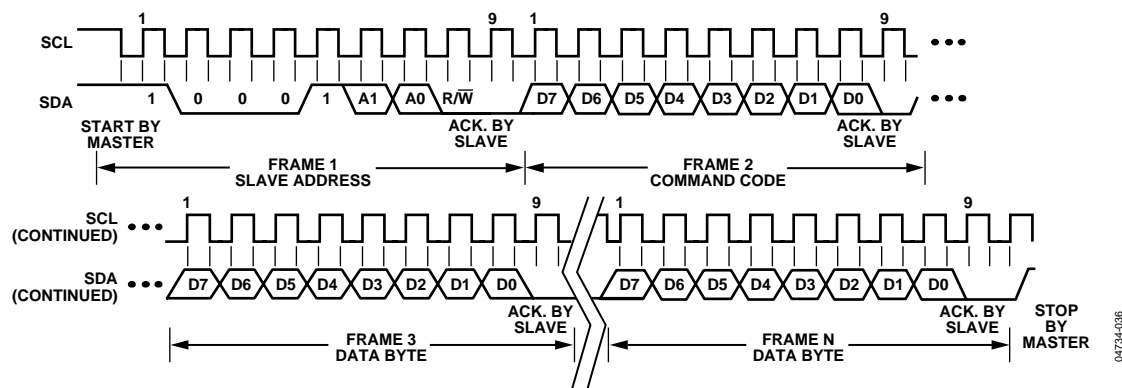 1 9 1 9
SCL
SDA 1 0 0 0 1 A1 A0 R/W̅ D7 D6 D5 D4 D3 D2 D1 D0
START BY MASTER
ACK. BY SLAVE
ACK. BY SLAVE
FRAME 1
SLAVE ADDRESS
FRAME 2
COMMAND CODE
1 9 1 9
SCL
(CONTINUED)
SDA
(CONTINUED)
D7 D6 D5 D4 D3 D2 D1 D0 D7 D6 D5 D4 D3 D2 D1 D0
ACK. BY SLAVE
ACK. BY SLAVE
STOP BY MASTER
FRAME 3
DATA BYTE
FRAME N
DATA BYTE
04734-036